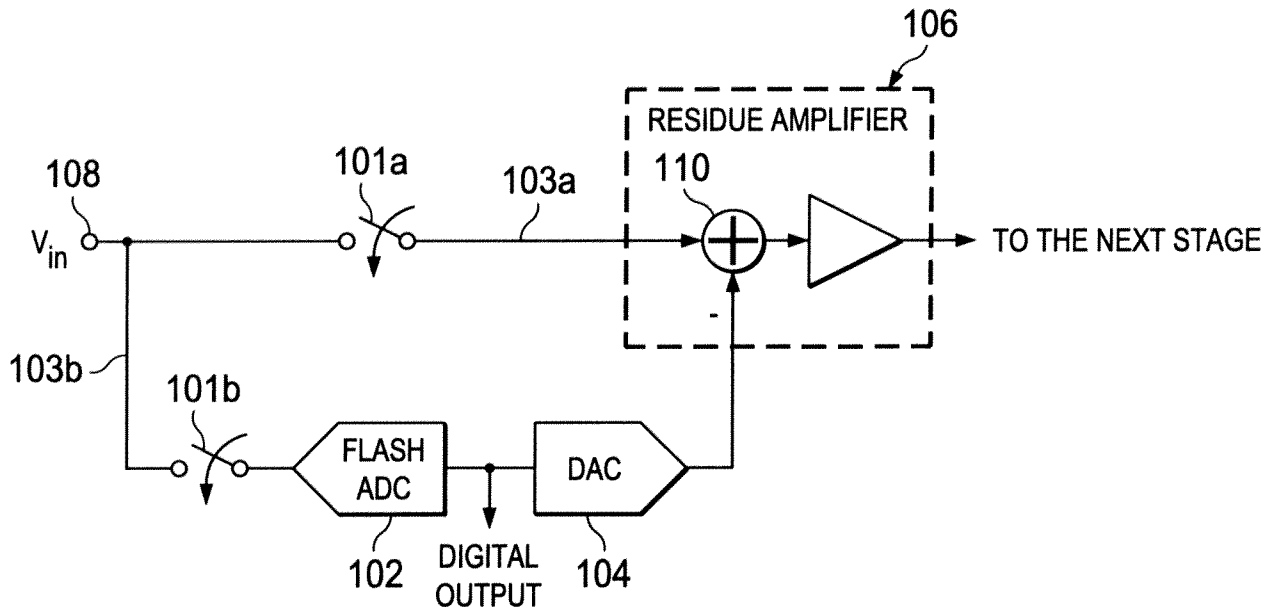 106
RESIDUE AMPLIFIER
108
101a
103a
110
Vin
TO THE NEXT STAGE
-
103b
101b
FLASH
ADC
DAC
102
DIGITAL
OUTPUT
104